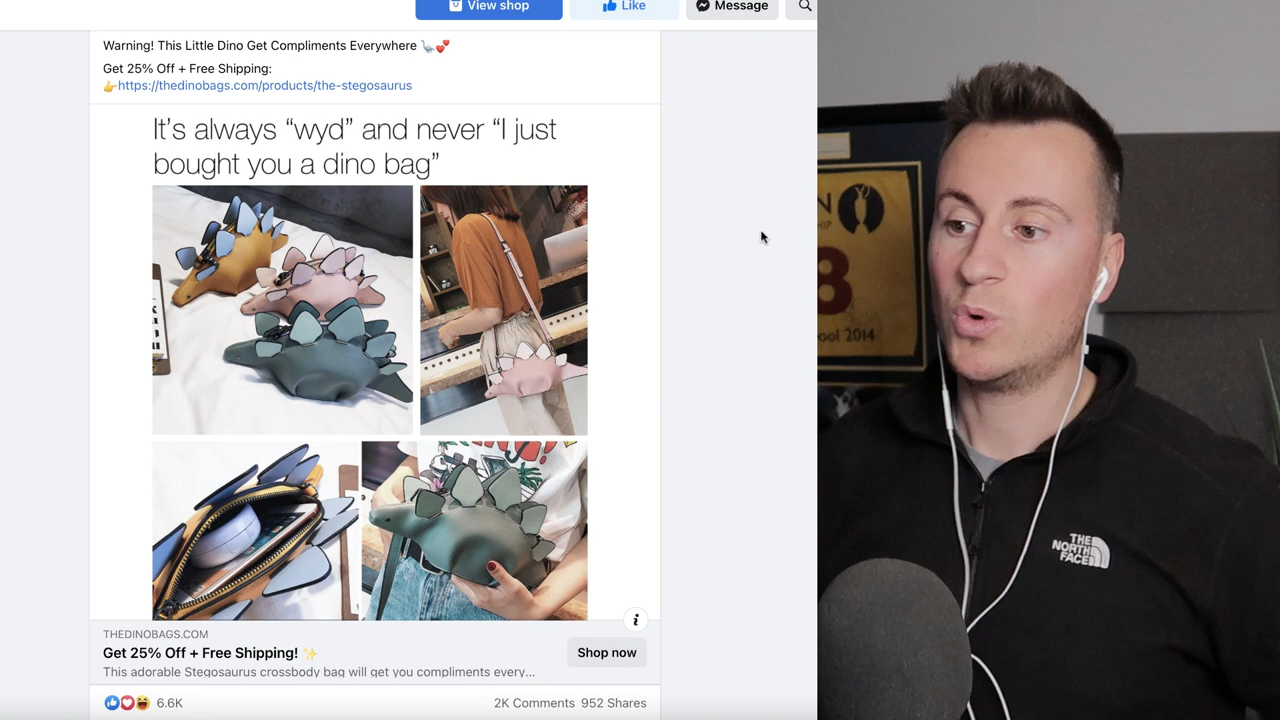 View shop
Like
Message
Warning! This Little Dino Get Compliments Everywhere 🦕💕
Get 25% Off + Free Shipping:
👉https://thedinobags.com/products/the-stegosaurus
It's always “wyd” and never “I just
bought you a dino bag”
THEDINOBAGS.COM
Get 25% Off + Free Shipping! ✨
Shop now
This adorable Stegosaurus crossbody bag will get you compliments every...
6.6K
2K Comments 952 Shares
8
ool 2014
THE
NORTH
FACE